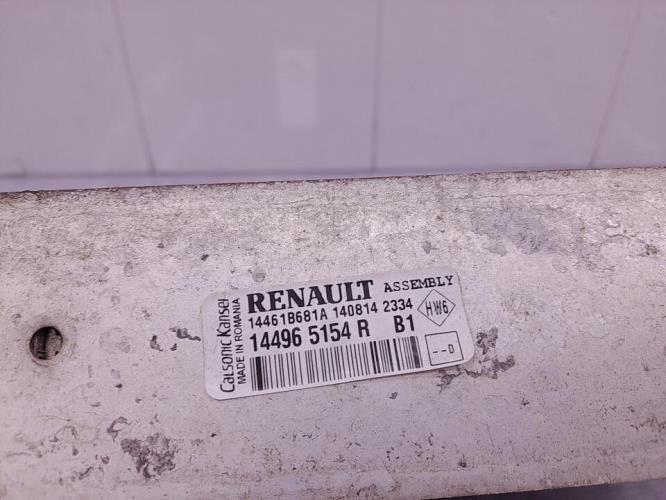 Calsonic Kansei
MADE IN ROMANIA
RENAULT ASSEMBLY
14461B681A 140814 2334
14496 5154 R B1
HW6
--D